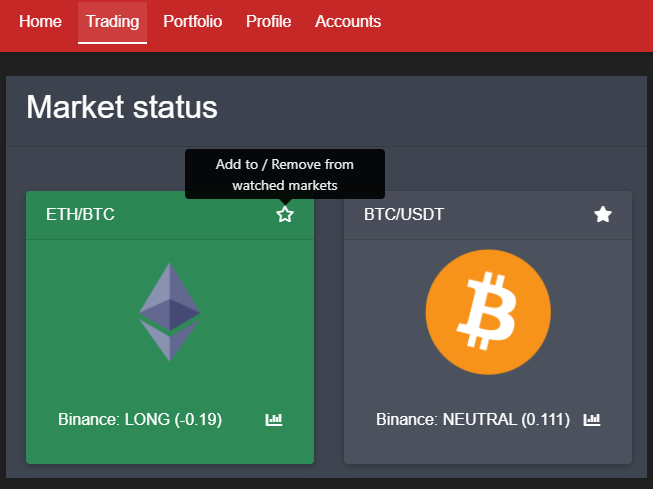 Home Trading Portfolio Profile Accounts
Market status
Add to / Remove from
watched markets
ETH/BTC
BTC/USDT
Binance: LONG (-0.19)
Binance: NEUTRAL (0.111)